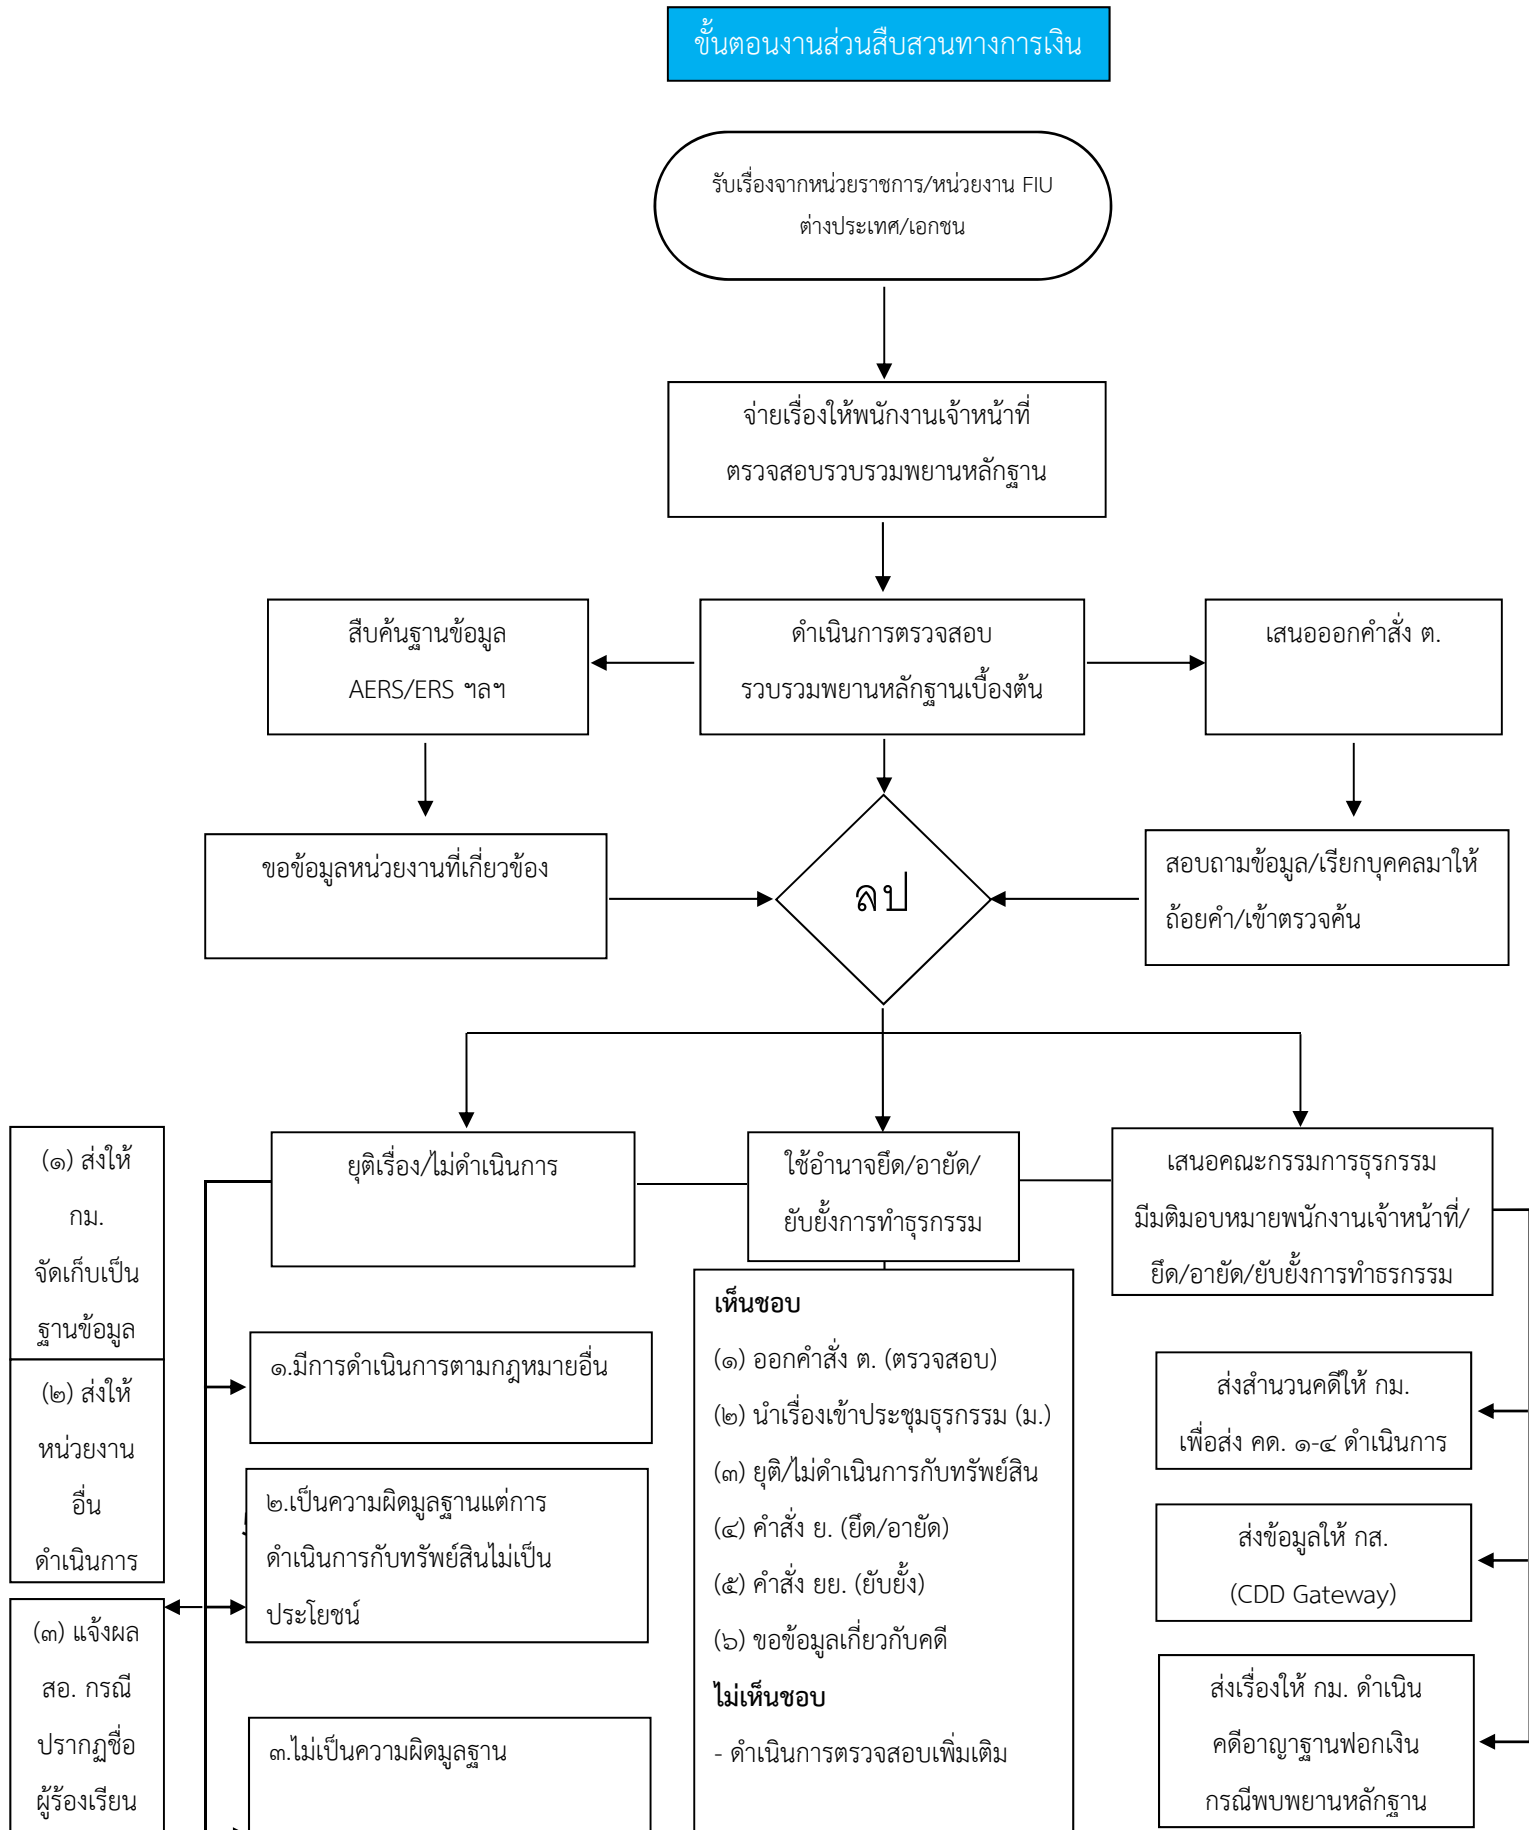 ขั้นตอนงานส่วนสืบสวนทางการเงิน
รับเรื่องจากหน่วยราชการ/หน่วยงาน FIU
ต่างประเทศ/เอกชน
จ่ายเรื่องให้พนักงานเจ้าหน้าที่
ตรวจสอบรวบรวมพยานหลักฐาน
สืบค้นฐานข้อมูล
AERS/ERS ฯลฯ
ดำเนินการตรวจสอบ
รวบรวมพยานหลักฐานเบื้องต้น
เสนอออกคำสั่ง ต.
ขอข้อมูลหน่วยงานที่เกี่ยวข้อง
ลป
สอบถามข้อมูล/เรียกบุคคลมาให้
ถ้อยคำ/เข้าตรวจค้น
(๑) ส่งให้
กม.
จัดเก็บเป็น
ฐานข้อมูล
(๒) ส่งให้
หน่วยงาน
อื่น
ดำเนินการ
(๓) แจ้งผล
สอ. กรณี
ปรากฏชื่อ
ผู้ร้องเรียน
ยุติเรื่อง/ไม่ดำเนินการ
๑.มีการดำเนินการตามกฎหมายอื่น
๒.เป็นความผิดมูลฐานแต่การ
ดำเนินการกับทรัพย์สินไม่เป็น
ประโยชน์
๓.ไม่เป็นความผิดมูลฐาน
ใช้อำนาจยึด/อายัด/
ยับยั้งการทำธุรกรรม
เห็นชอบ
(๑) ออกคำสั่ง ต. (ตรวจสอบ)
(๒) นำเรื่องเข้าประชุมธุรกรรม (ม.)
(๓) ยุติ/ไม่ดำเนินการกับทรัพย์สิน
(๔) คำสั่ง ย. (ยึด/อายัด)
(๕) คำสั่ง ยย. (ยับยั้ง)
(๖) ขอข้อมูลเกี่ยวกับคดี
ไม่เห็นชอบ
- ดำเนินการตรวจสอบเพิ่มเติม
เสนอคณะกรรมการธุรกรรม
มีมติมอบหมายพนักงานเจ้าหน้าที่/
ยึด/อายัด/ยับยั้งการทำธรกรรม
ส่งสำนวนคดีให้ กม.
เพื่อส่ง คด. ๑-๔ ดำเนินการ
ส่งข้อมูลให้ กส.
(CDD Gateway)
ส่งเรื่องให้ กม. ดำเนิน
คดีอาญาฐานฟอกเงิน
กรณีพบพยานหลักฐาน